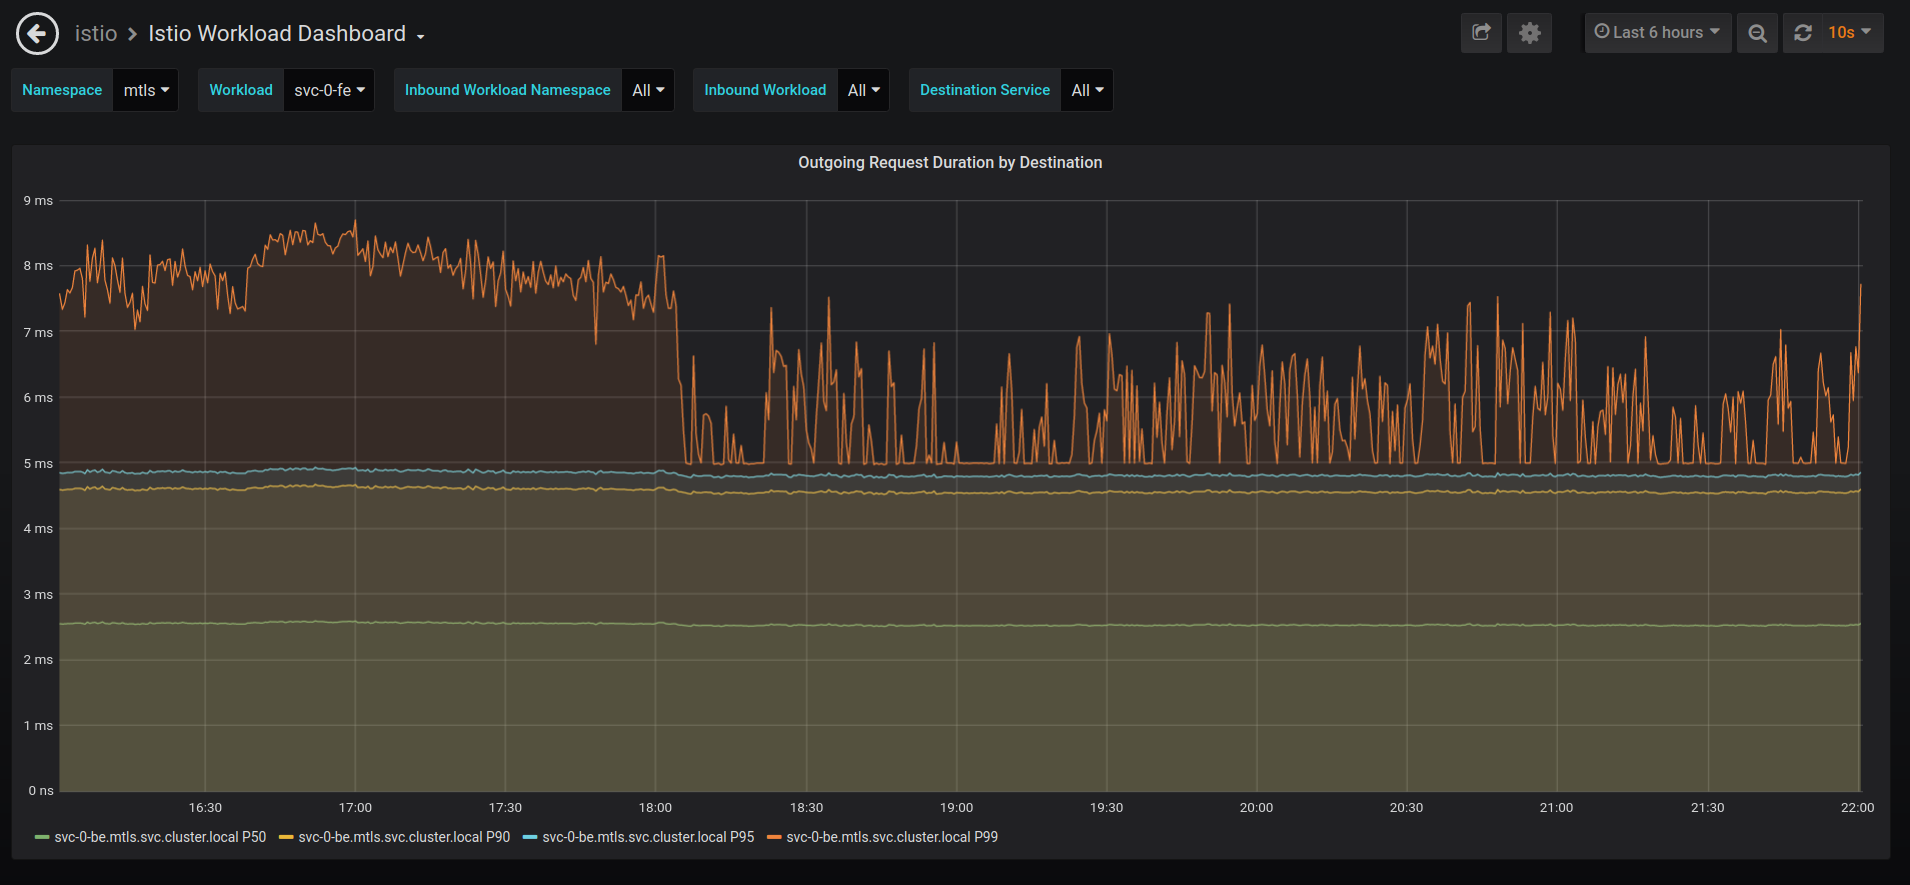 istio > Istio Workload Dashboard
Last 6 hours
10s
Namespace mtls Workload svc-0-fe Inbound Workload Namespace All Inbound Workload All Destination Service All
Outgoing Request Duration by Destination
9 ms
8 ms
7 ms
6 ms
5 ms
4 ms
3 ms
2 ms
1 ms
0 ns
16:30 17:00 17:30 18:00 18:30 19:00 19:30 20:00 20:30 21:00 21:30 22:00
svc-0-be.mtls.svc.cluster.local P50 svc-0-be.mtls.svc.cluster.local P90 svc-0-be.mtls.svc.cluster.local P95 svc-0-be.mtls.svc.cluster.local P99